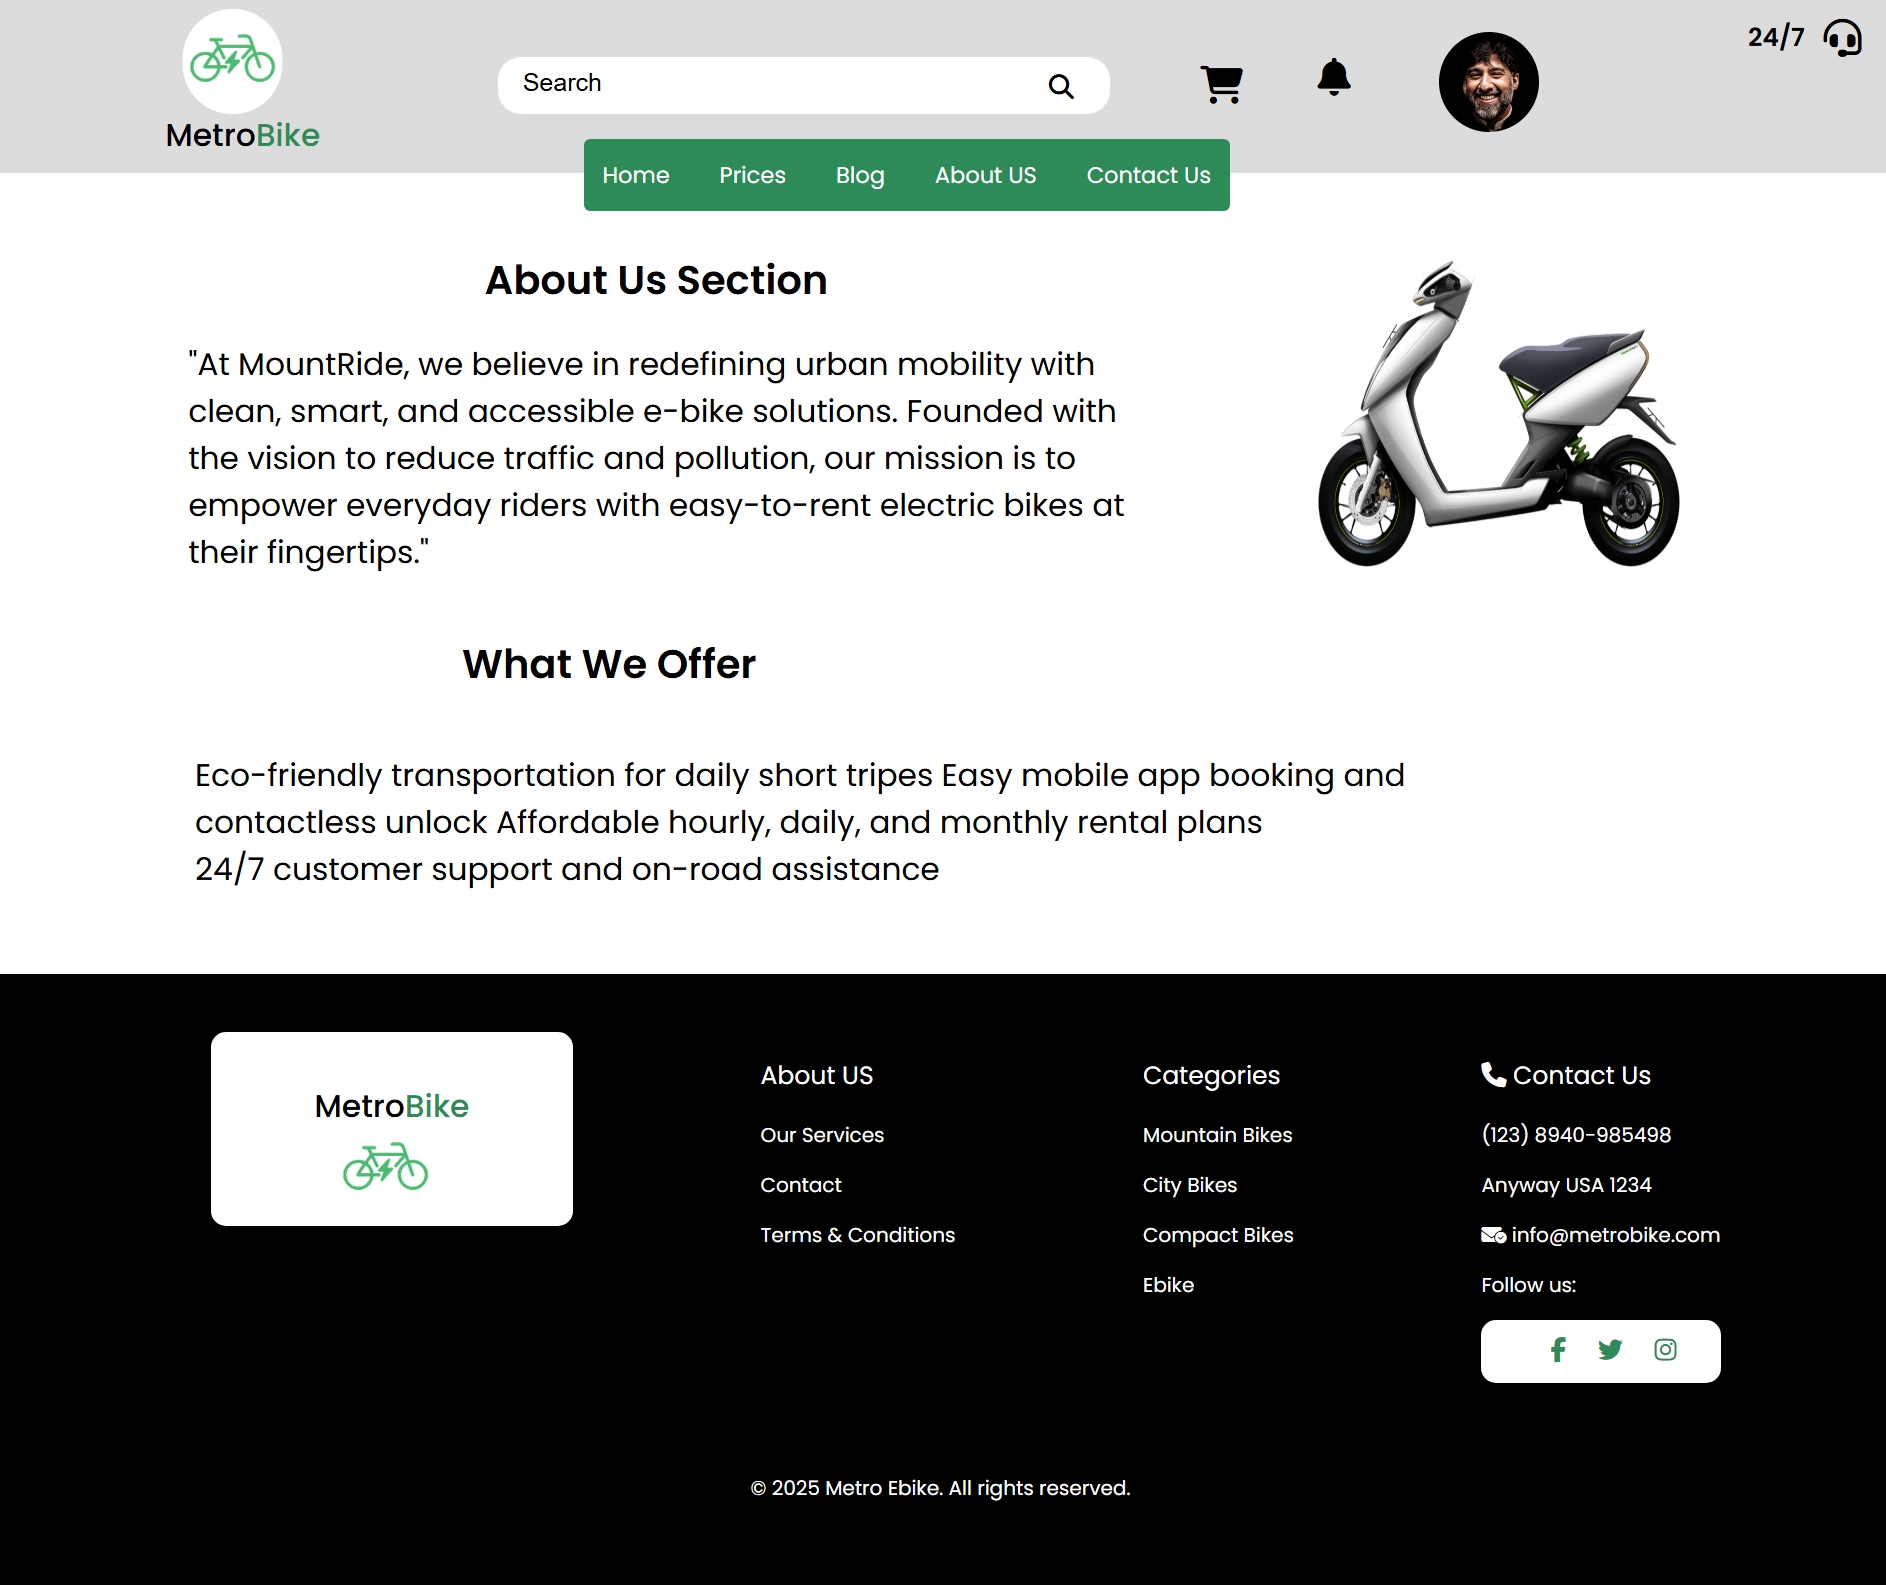 24/7
Search
MetroBike
Home Prices Blog About US Contact Us
About Us Section
"At MountRide, we believe in redefining urban mobility with
clean, smart, and accessible e-bike solutions. Founded with
the vision to reduce traffic and pollution, our mission is to
empower everyday riders with easy-to-rent electric bikes at
their fingertips."
What We Offer
Eco-friendly transportation for daily short tripes Easy mobile app booking and
contactless unlock Affordable hourly, daily, and monthly rental plans
24/7 customer support and on-road assistance
MetroBike
About US
Our Services
Contact
Terms & Conditions
Categories
Mountain Bikes
City Bikes
Compact Bikes
Ebike
Contact Us
(123) 8940-985498
Anyway USA 1234
info@metrobike.com
Follow us:
© 2025 Metro Ebike. All rights reserved.